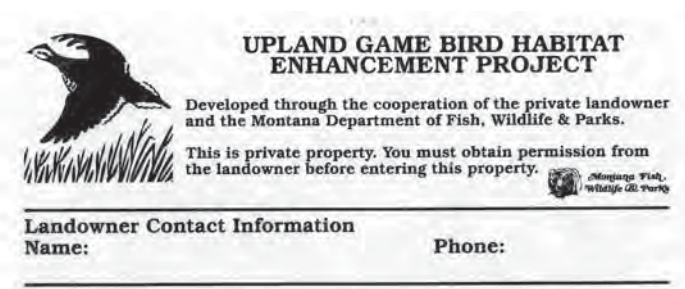 UPLAND GAME BIRD HABITAT
ENHANCEMENT PROJECT
Developed through the cooperation of the private landowner
and the Montana Department of Fish, Wildlife & Parks.
This is private property. You must obtain permission from
the landowner before entering this property.
Montana Fish,
Wildlife & Parks
Landowner Contact Information
Name: Phone: